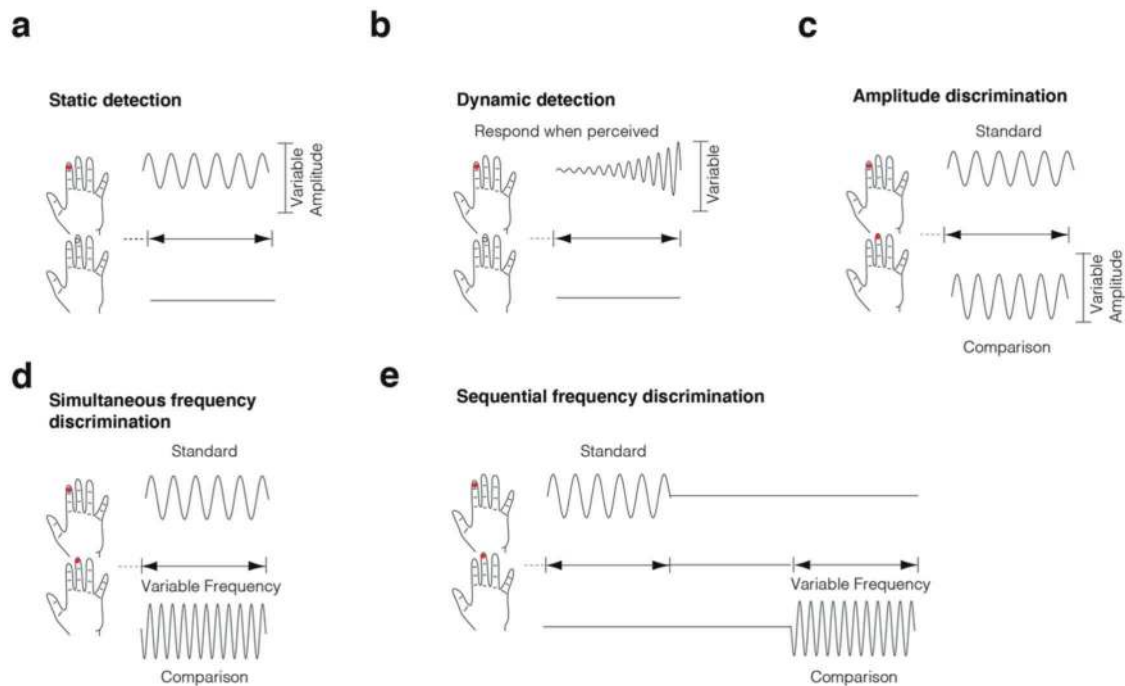 a
Static detection
Variable
Amplitude
b
Dynamic detection
Respond when perceived
Variable
c
Amplitude discrimination
Standard
Variable
Amplitude
Comparison
d
Simultaneous frequency
discrimination
Standard
Variable Frequency
Comparison
e
Sequential frequency discrimination
Standard
Variable Frequency
Comparison